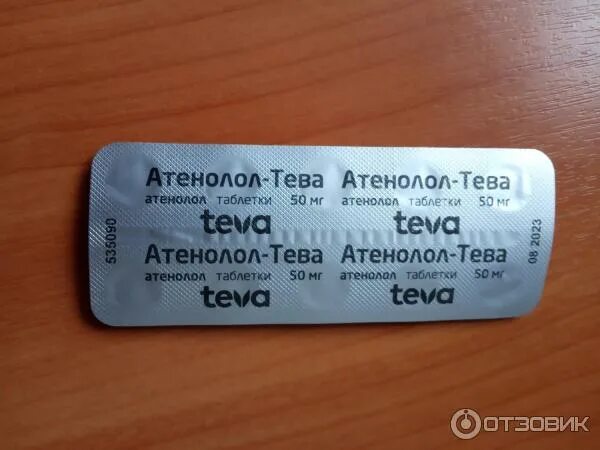 Атенолол-Тева Атенолол-Тева
атенолол таблетки 50 мг атенолол таблетки 50 мг
teva teva
Атенолол-Тева Атенолол-Тева
атенолол таблетки 50 мг атенолол таблетки 50 мг
teva teva
535090
08 2023
ОТЗОВИК